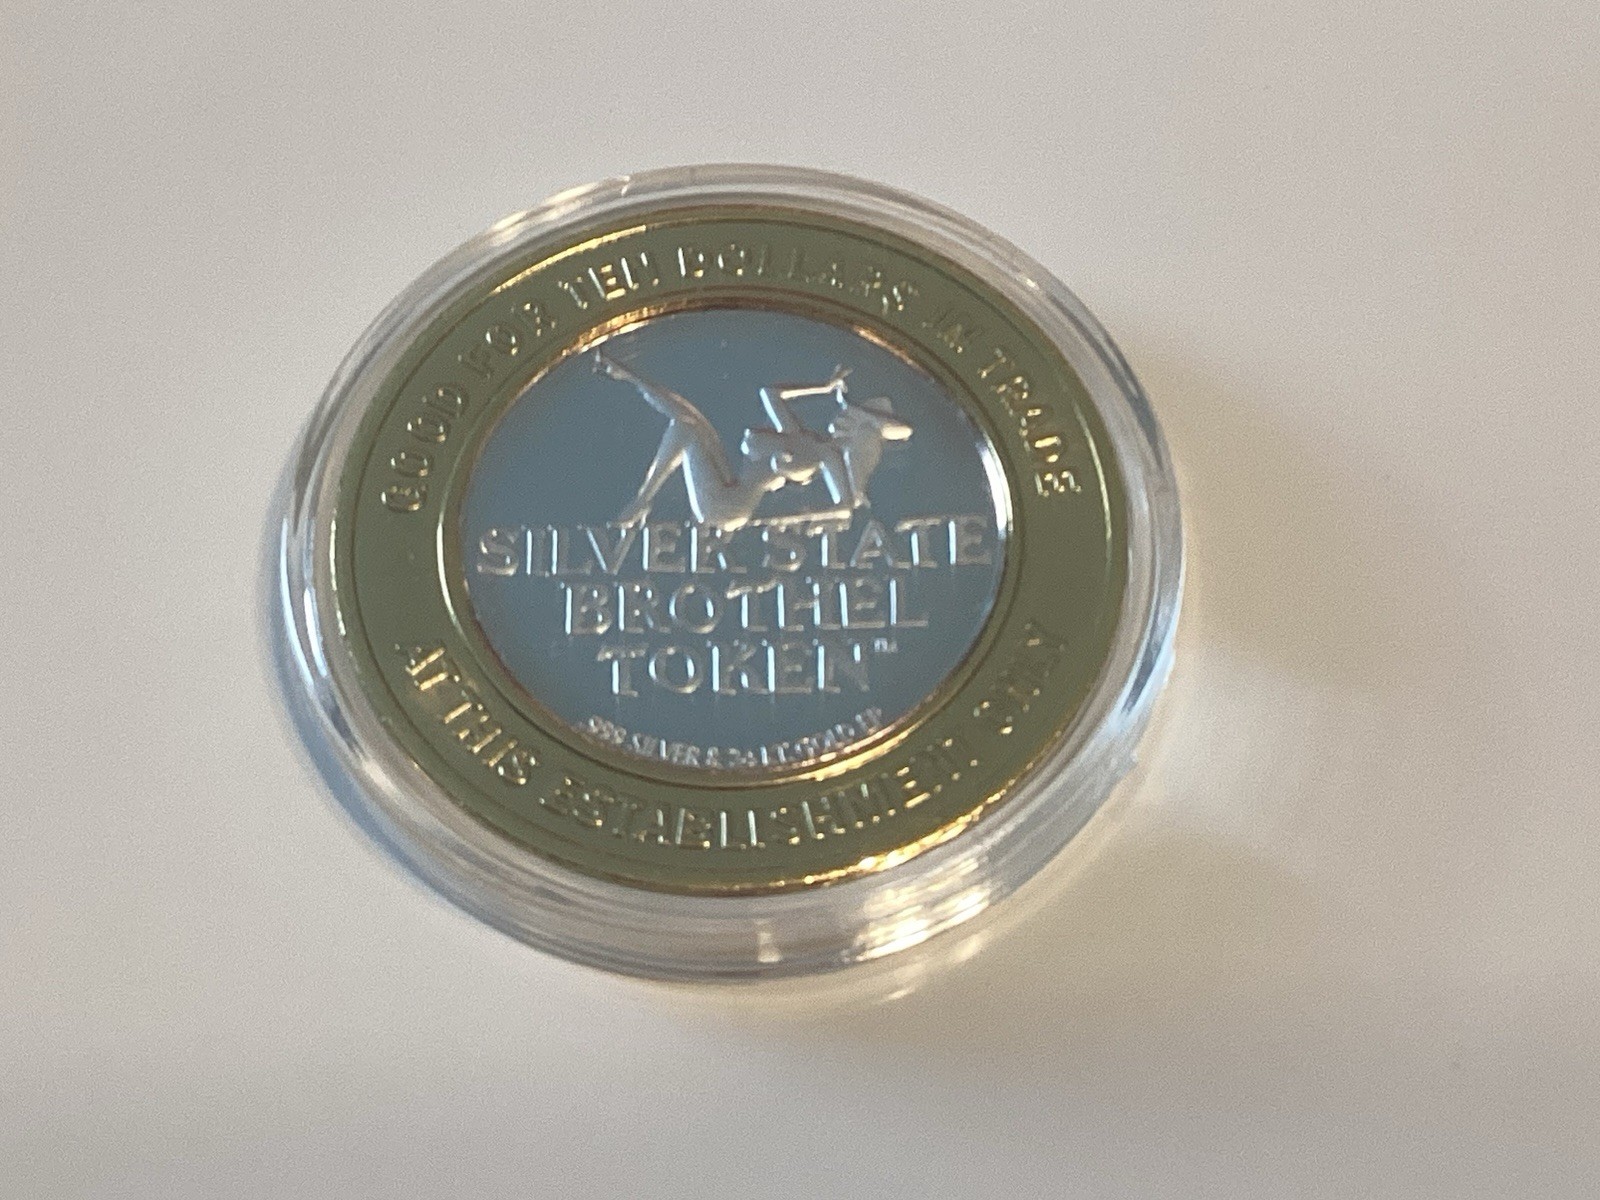 GOOD FOR TEN DOLLARS IN TRADE
SILVER STATE
BROTHEL
TOKEN™
.999 SILVER & 24 KT. GOLD EP
AT THIS ESTABLISHMENT ONLY